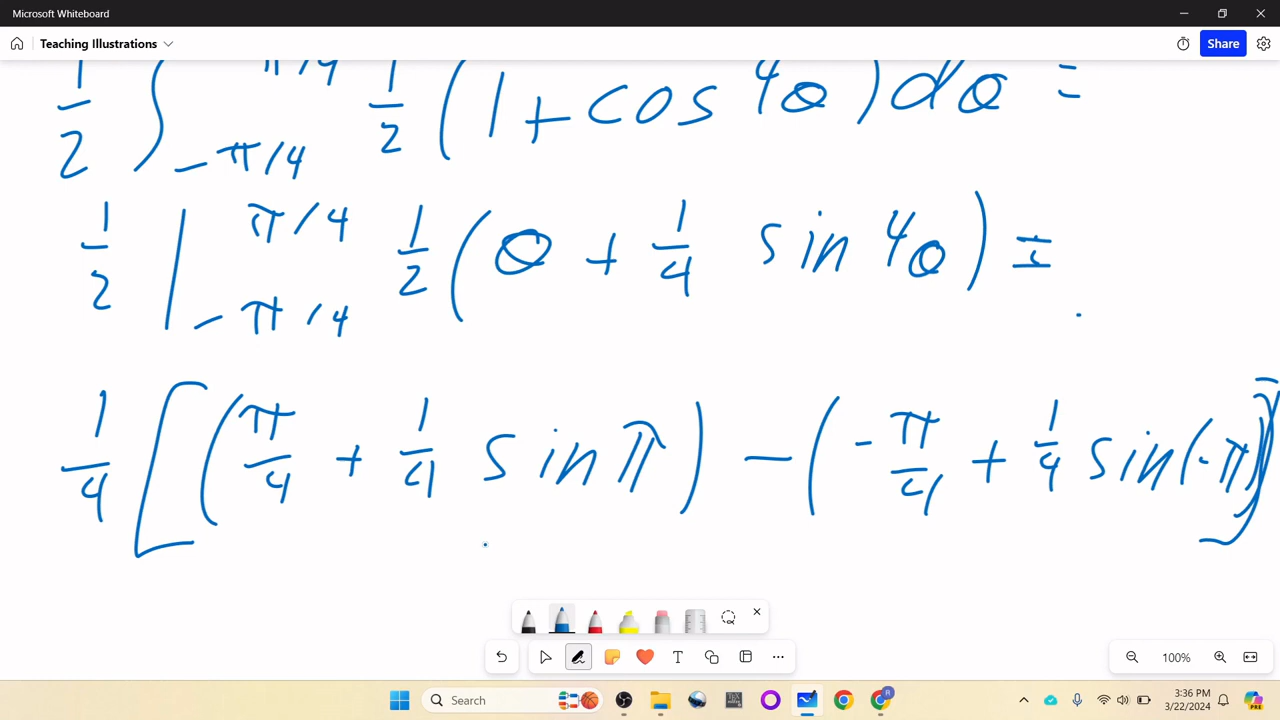 Microsoft Whiteboard
Teaching Illustrations
Share
1/2 ∫_{-π/4}^{π/4} 1/2 (1 + cos 4θ) dθ =
1/2 |_{-π/4}^{π/4} 1/2 (θ + 1/4 sin 4θ) =
1/4 [(π/4 + 1/4 sin π) - (-π/4 + 1/4 sin(-π))] =
100%
Search
3:36 PM
3/22/2024